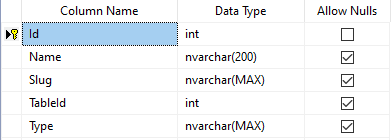 Column Name Data Type Allow Nulls
Id int
Name nvarchar(200)
Slug nvarchar(MAX)
TableId int
Type nvarchar(MAX)